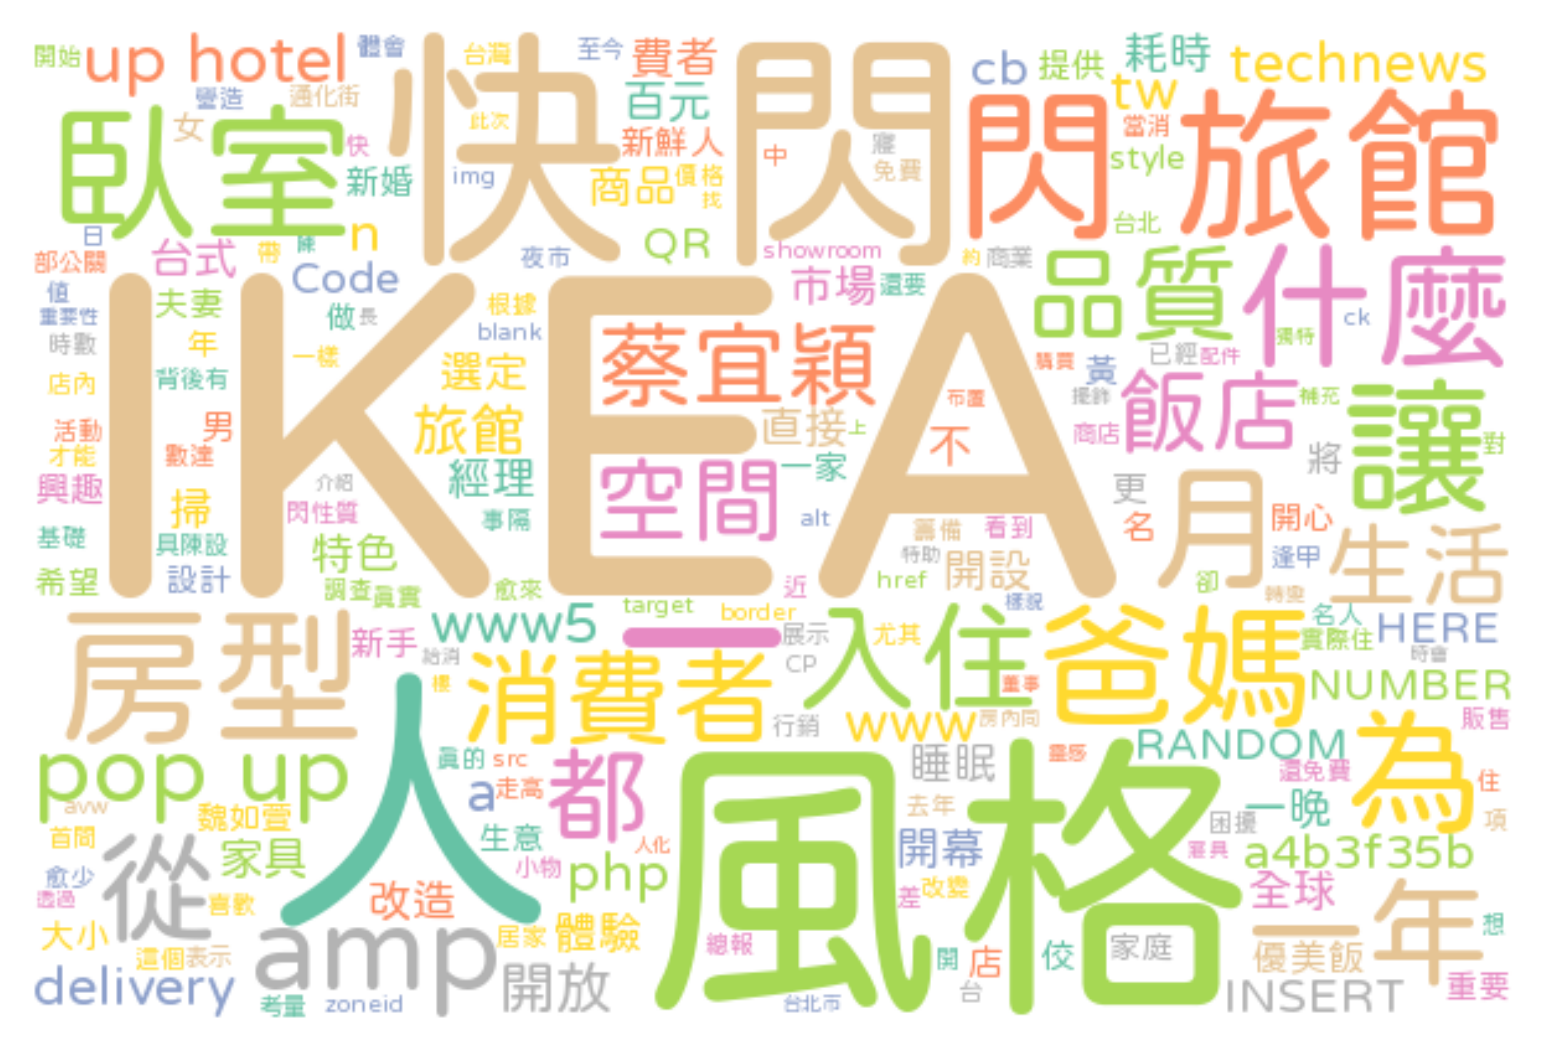 開始
up hotel
體會
快閃
台灣
至今
費者
cb
提供
耗時
technews
豐造
通化街
百元
tw
閃
旅館
臥室
女
快
此次
新鮮人
中
寢
當消
新婚
img
商品
價格
找
免費
style
日
n
台北
部公關
台式
帶
陳
夜市
QR
showroom
約
商業
品質
什麼
Code
市場
還要
值
夫妻
IKEA
根據
重要性
做
長
blank
ck
獨特
時數
年
一樣
選定
蔡宜穎
已經
配件
店內
背後有
購買
黃
飯店
讓
布置
擺飾
補充
活動
男
旅館
直接
上
不
商店
對
才能
數達
經理
空間
一家
將
興趣
掃
介紹
閃性質
事隔
alt
更
月
基礎
具陳設
籌備
看到
名
開心
特色
特助
開設
逢甲
生活
希望
設計
調查
真實
愈來
近
href
卻
轉變
房型
target
border
樣貌
新手
www5
一
展示
入住
尤其
爸媽
名人
HERE
實際住
給消
CP
時會
樓
消費者
董事
NUMBER
人
行銷
www
房內同
販售
pop up
真的
src
都
風格
睡眠
靈感
RANDOM
為
還免費
a
走高
住
avw
魏如萱
去年
一晚
項
首間
從
家具
生意
人化
開幕
困擾
小物
php
寢具
a4b3f35b
愈少
改造
差
改變
全球
透過
喜歡
一年
大小
amp
居家
體驗
總報
開
店
佼
家庭
想
這個
表示
優美飯
delivery
開放
台
重要
考量
zoneid
台北市
INSERT